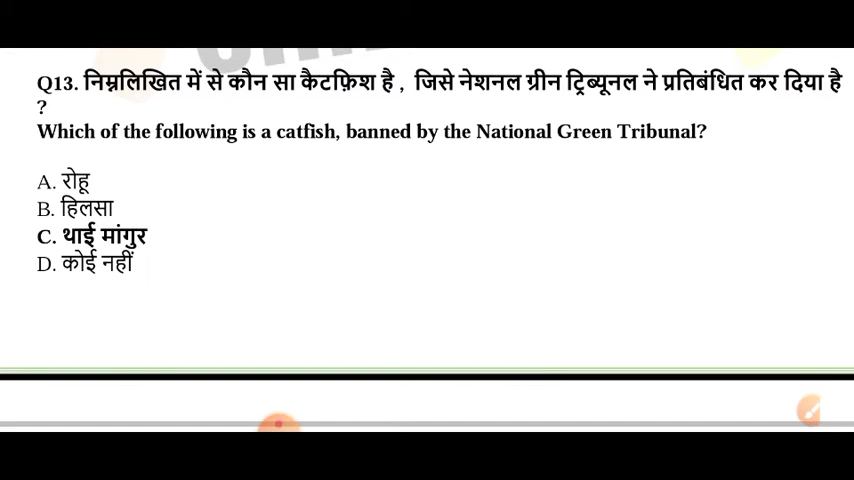 Q13. निम्नलिखित में से कौन सा कैटफ़िश है , जिसे नेशनल ग्रीन ट्रिब्यूनल ने प्रतिबंधित कर दिया है
?
Which of the following is a catfish, banned by the National Green Tribunal?
A. रोहू
B. हिलसा
C. थाई मांगुर
D. कोई नहीं